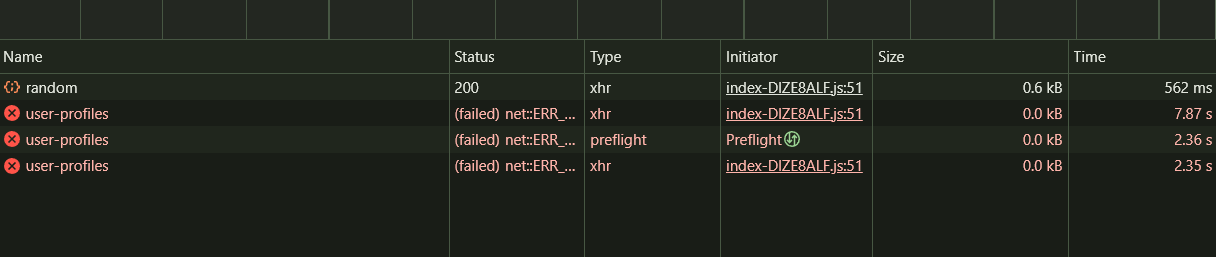 Name Status Type Initiator Size Time
random 200 xhr index-DIZE8ALF.js:51 0.6 kB 562 ms
user-profiles (failed) net::ERR_... xhr index-DIZE8ALF.js:51 0.0 kB 7.87 s
user-profiles (failed) net::ERR_... preflight Preflight 0.0 kB 2.36 s
user-profiles (failed) net::ERR_... xhr index-DIZE8ALF.js:51 0.0 kB 2.35 s